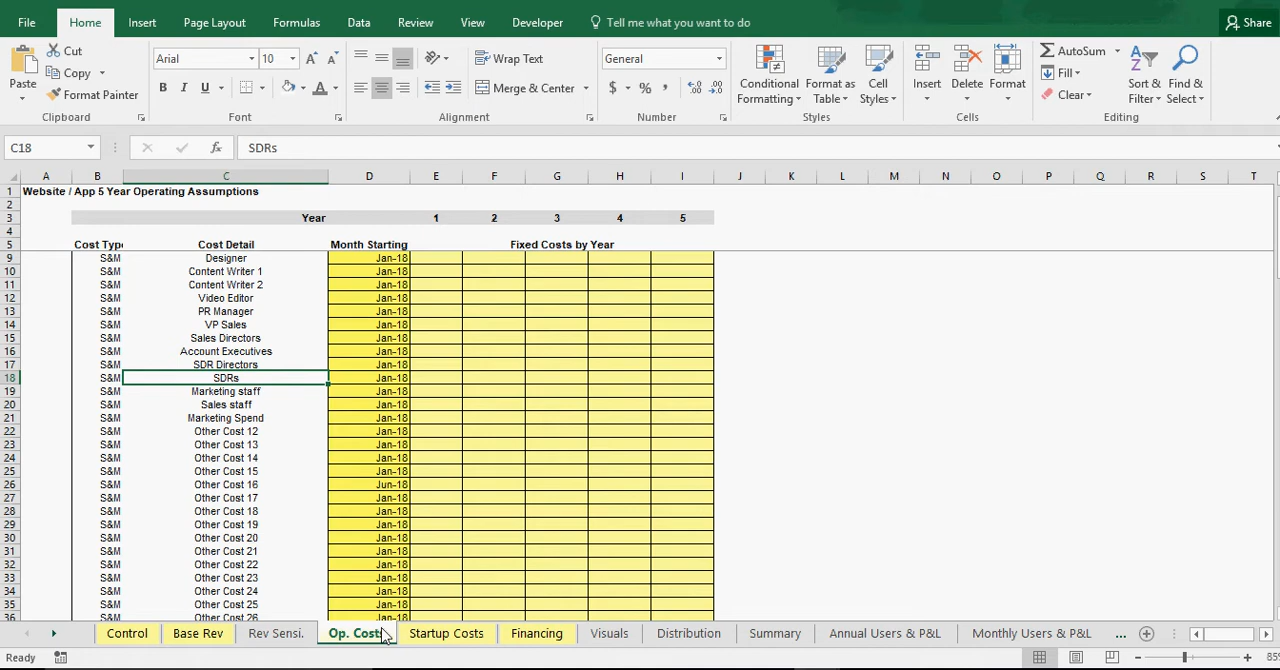 File Home Insert Page Layout Formulas Data Review View Developer Tell me what you want to do Share
Paste Cut Copy Format Painter Clipboard
Arial 10 A A B I U A Font
Wrap Text Merge & Center Alignment
General $ % , Number
Conditional Formatting Format as Table Cell Styles Styles
Insert Delete Format Cells
AutoSum Fill Clear Sort & Filter Find & Select Editing
C18 fx SDRs
A B C D E F G H I J K L M N O P Q R S T
1 Website / App 5 Year Operating Assumptions
2
3 Year 1 2 3 4 5
4
5 Cost Type Cost Detail Month Starting Fixed Costs by Year
9 S&M Designer Jan-18
10 S&M Content Writer 1 Jan-18
11 S&M Content Writer 2 Jan-18
12 S&M Video Editor Jan-18
13 S&M PR Manager Jan-18
14 S&M VP Sales Jan-18
15 S&M Sales Directors Jan-18
16 S&M Account Executives Jan-18
17 S&M SDR Directors Jan-18
18 S&M SDRs Jan-18
19 S&M Marketing staff Jan-18
20 S&M Sales staff Jan-18
21 S&M Marketing Spend Jan-18
22 S&M Other Cost 12 Jan-18
23 S&M Other Cost 13 Jan-18
24 S&M Other Cost 14 Jan-18
25 S&M Other Cost 15 Jan-18
26 S&M Other Cost 16 Jun-18
27 S&M Other Cost 17 Jan-18
28 S&M Other Cost 18 Jan-18
29 S&M Other Cost 19 Jan-18
30 S&M Other Cost 20 Jan-18
31 S&M Other Cost 21 Jan-18
32 S&M Other Cost 22 Jan-18
33 S&M Other Cost 23 Jan-18
34 S&M Other Cost 24 Jan-18
35 S&M Other Cost 25 Jan-18
36 S&M Other Cost 26 Jan-18
Control Base Rev Rev Sensi. Op. Costs Startup Costs Financing Visuals Distribution Summary Annual Users & P&L Monthly Users & P&L ...
Ready 85%